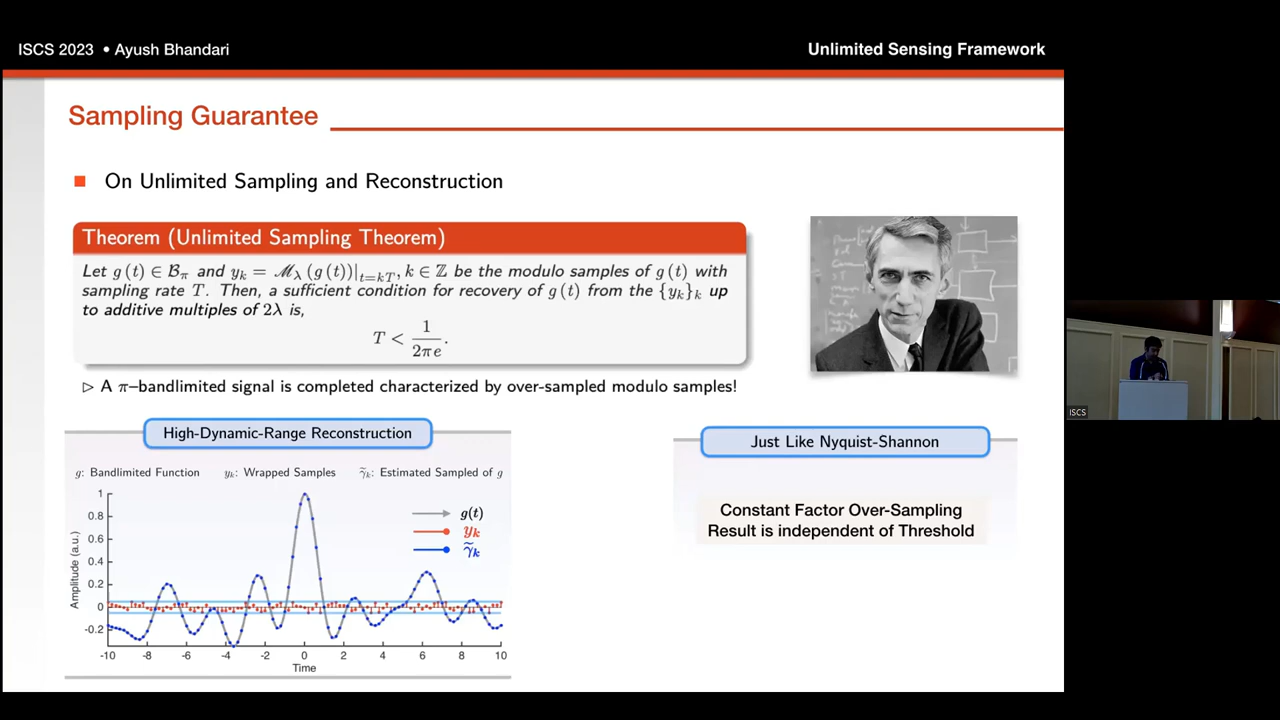 ISCS 2023 • Ayush Bhandari
Unlimited Sensing Framework
Sampling Guarantee
On Unlimited Sampling and Reconstruction
Theorem (Unlimited Sampling Theorem)
Let g (t) ∈ 𝓑π and yk = ℳλ (g (t))|t=kT, k ∈ ℤ be the modulo samples of g (t) with
sampling rate T. Then, a sufficient condition for recovery of g (t) from the {yk}k up
to additive multiples of 2λ is,
T < 1/(2πe).
▷ A π–bandlimited signal is completed characterized by over-sampled modulo samples!
High-Dynamic-Range Reconstruction
g: Bandlimited Function yk: Wrapped Samples γ̃k: Estimated Sampled of g
g(t)
yk
γ̃k
Amplitude (a.u.)
1
0.8
0.6
0.4
0.2
0
-0.2
-10 -8 -6 -4 -2 0 2 4 6 8 10
Time
Just Like Nyquist-Shannon
Constant Factor Over-Sampling
Result is independent of Threshold
ISCS